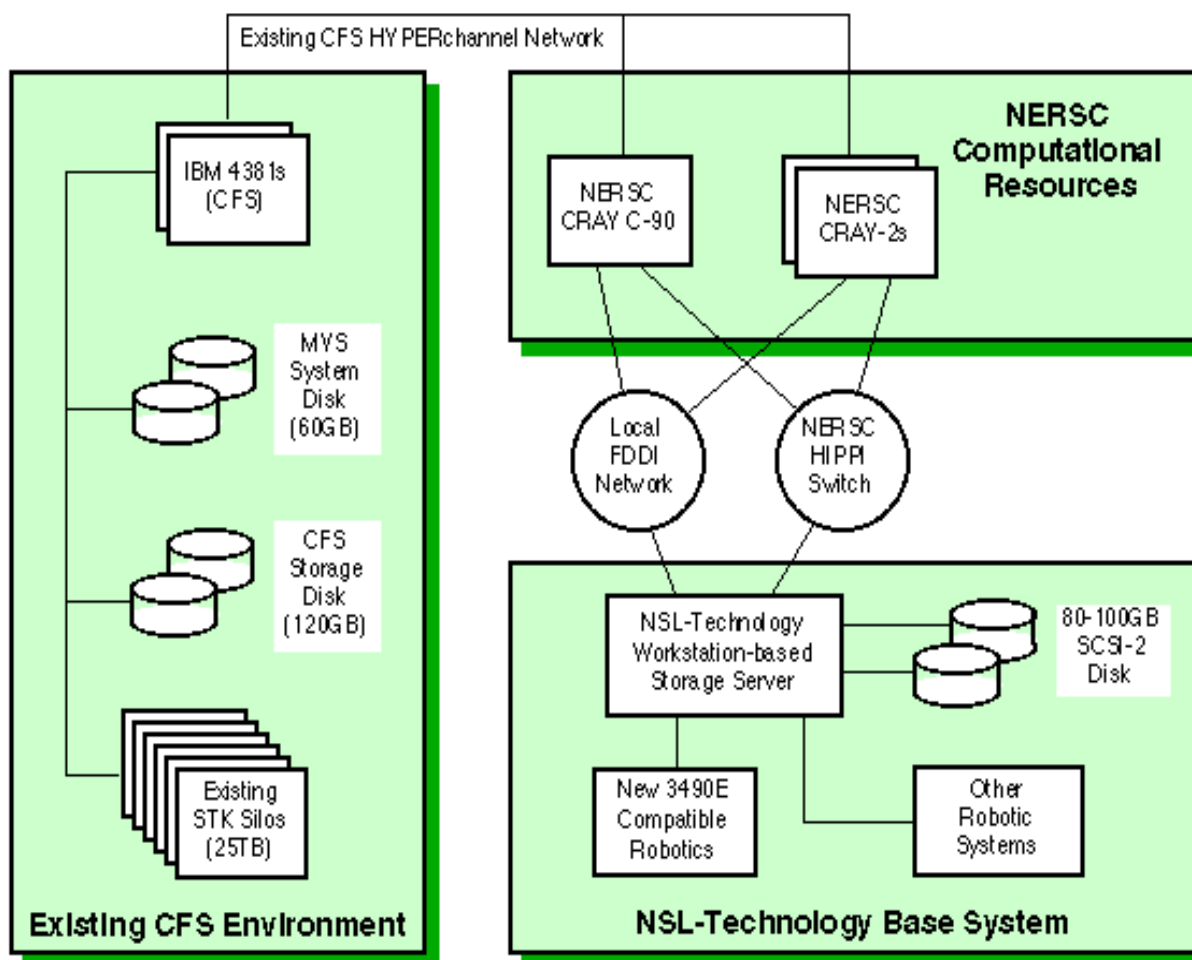 Existing CFS HYPERchannel Network
IBM 4381s
(CFS)
MVS
System
Disk
(60GB)
CFS
Storage
Disk
(120GB)
Existing
STK Silos
(25TB)
Existing CFS Environment
NERSC
Computational
Resources
NERSC
CRAY C-90
NERSC
CRAY-2s
Local
FDDI
Network
NERSC
HIPPI
Switch
NSL-Technology
Workstation-based
Storage Server
80-100GB
SCSI-2
Disk
New 3490E
Compatible
Robotics
Other
Robotic
Systems
NSL-Technology Base System